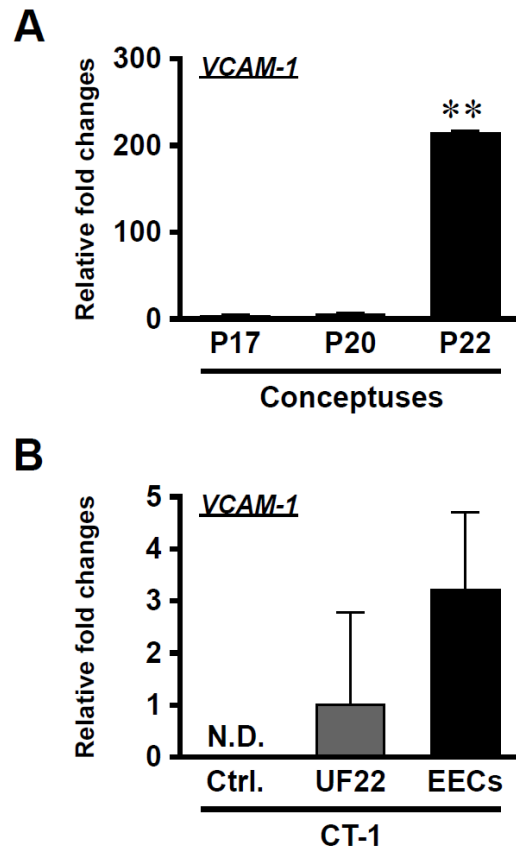 A
VCAM-1
Relative fold changes
300
200
100
0
**
P17 P20 P22
Conceptuses
B
VCAM-1
Relative fold changes
5
4
3
2
1
0
N.D.
Ctrl. UF22 EECs
CT-1